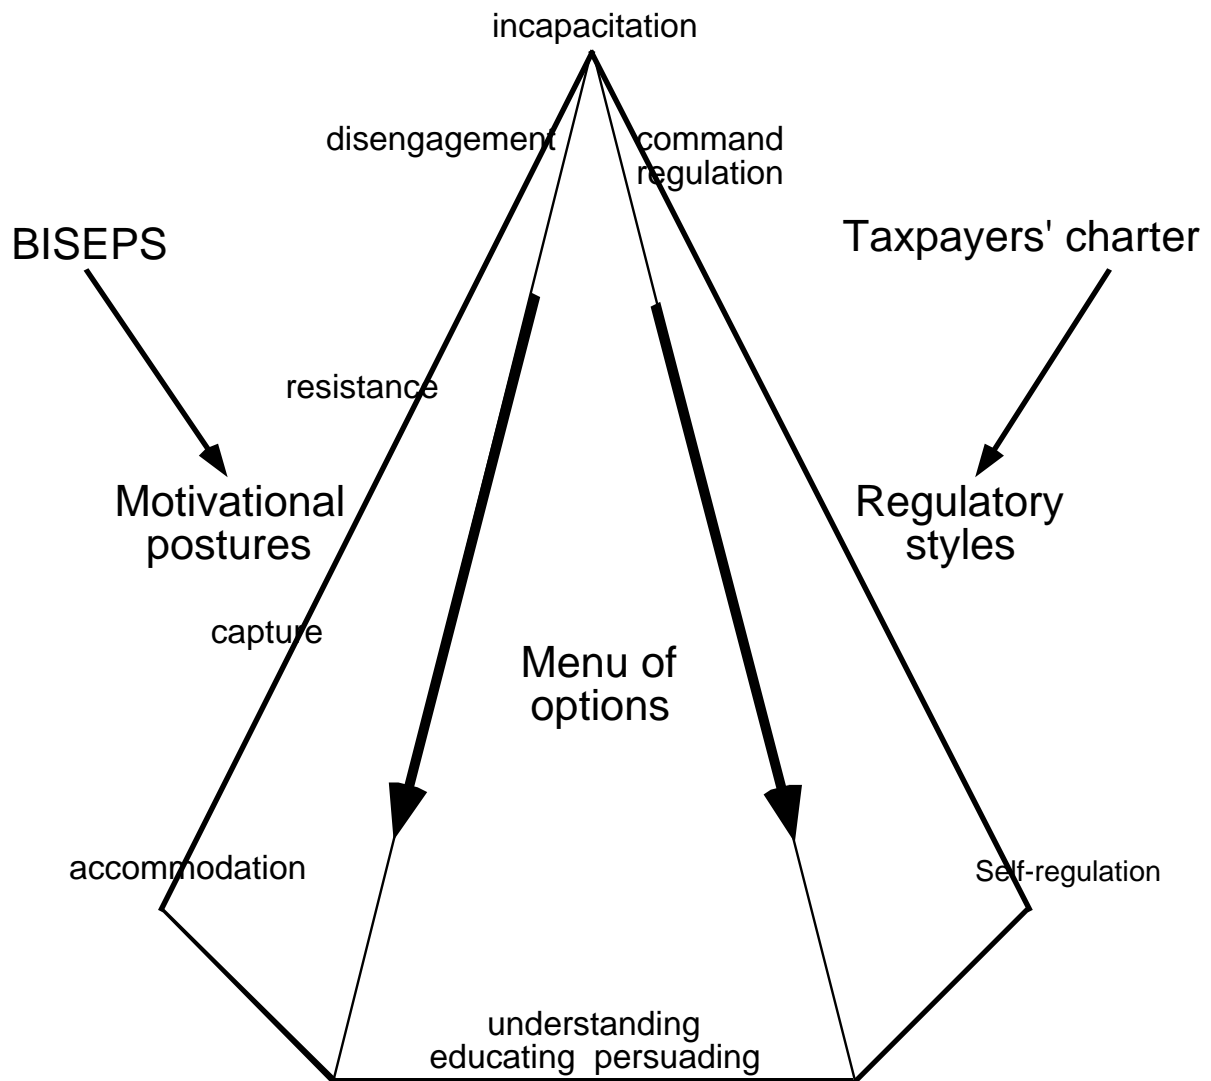 incapacitation
disengagement
command
regulation
BISEPS
Taxpayers' charter
resistance
Motivational
postures
Regulatory
styles
capture
Menu of
options
accommodation
Self-regulation
understanding
educating persuading